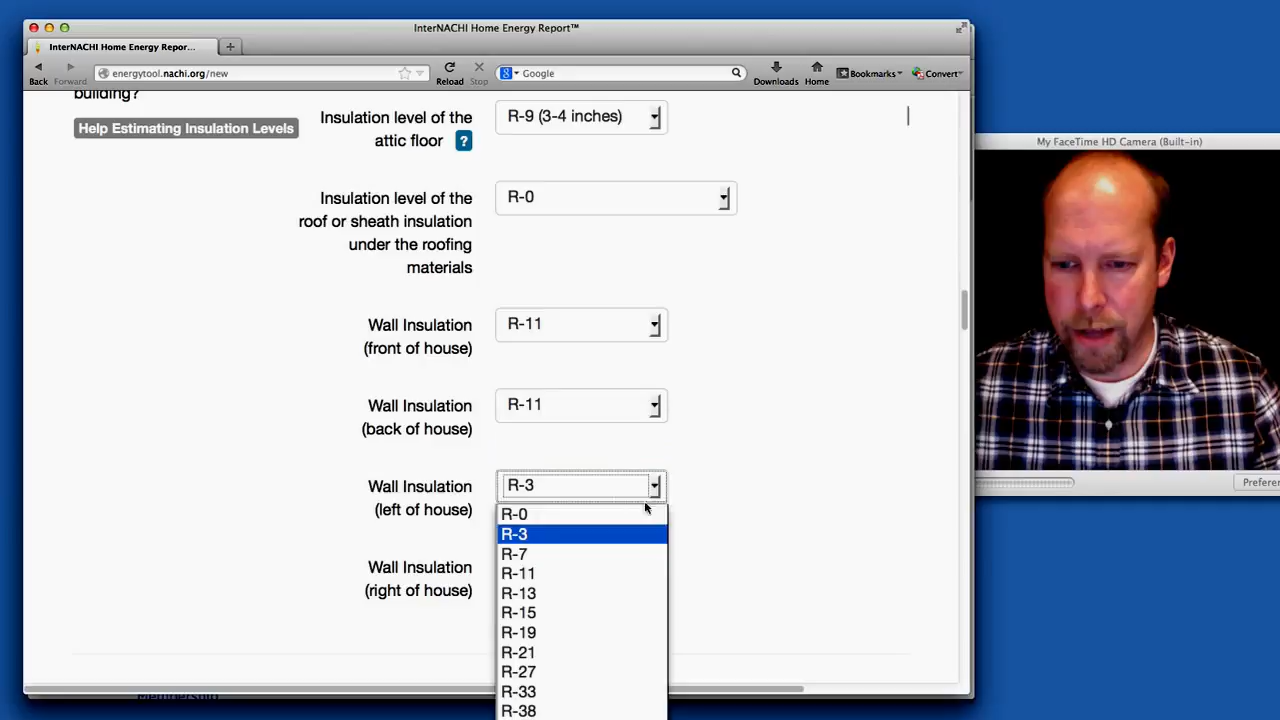 InterNACHI Home Energy Report™
InterNACHI Home Energy Repor...
Back
Forward
energytool.nachi.org/new
Reload
Stop
Google
Downloads
Home
Bookmarks
Convert
My FaceTime HD Camera (Built-in)
building?
Help Estimating Insulation Levels
Insulation level of the
attic floor ?
R-9 (3-4 inches)
Insulation level of the
roof or sheath insulation
under the roofing
materials
R-0
Wall Insulation
(front of house)
R-11
Wall Insulation
(back of house)
R-11
Wall Insulation
(left of house)
R-3
R-0
R-3
R-7
R-11
R-13
R-15
R-19
R-21
R-27
R-33
R-38
Wall Insulation
(right of house)
Membership
Preferen